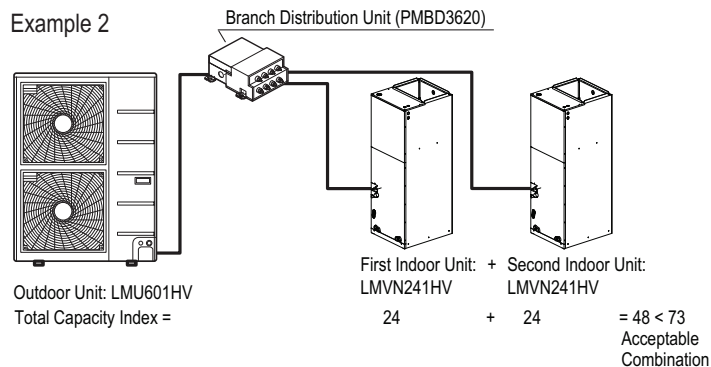 Example 2
Branch Distribution Unit (PMBD3620)
First Indoor Unit: + Second Indoor Unit:
LMVN241HV LMVN241HV
Outdoor Unit: LMU601HV
Total Capacity Index = 24 + 24 = 48 < 73
Acceptable
Combination